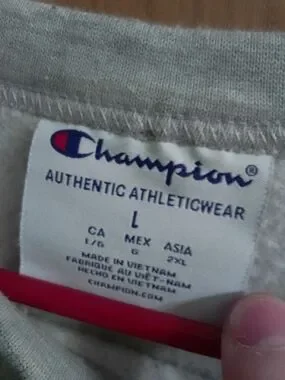 Champion®
AUTHENTIC ATHLETICWEAR
L
CA MEX ASIA
L/G G 2XL
MADE IN VIETNAM
FABRIQUÉ AU VIÊT-NAM
HECHO EN VIETNAM
CHAMPION.COM